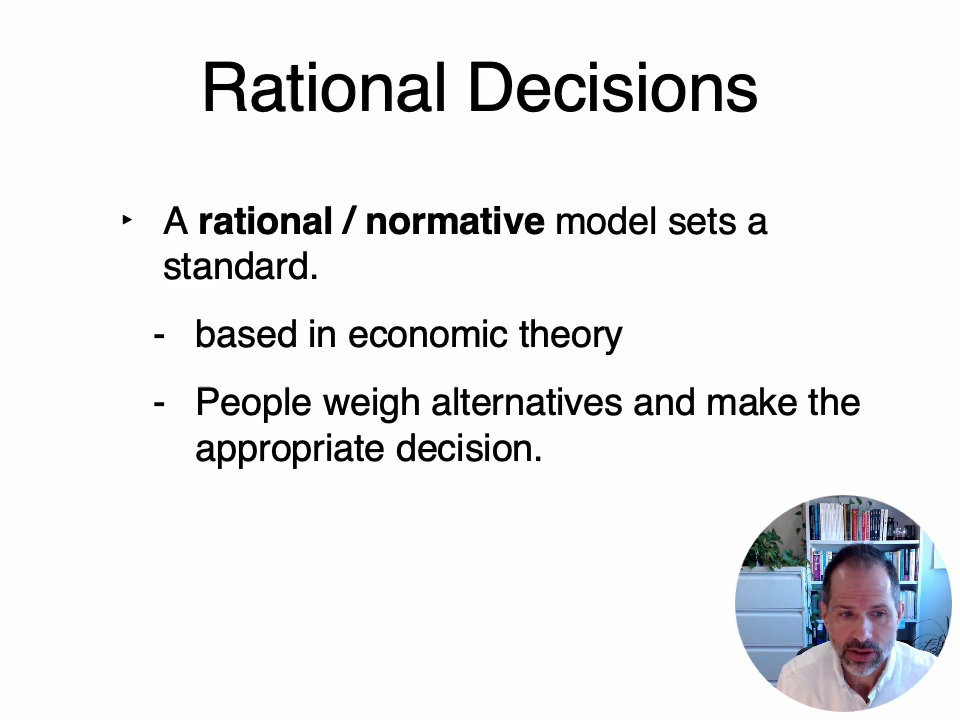 Rational Decisions
‣ A rational / normative model sets a
standard.
- based in economic theory
- People weigh alternatives and make the
appropriate decision.